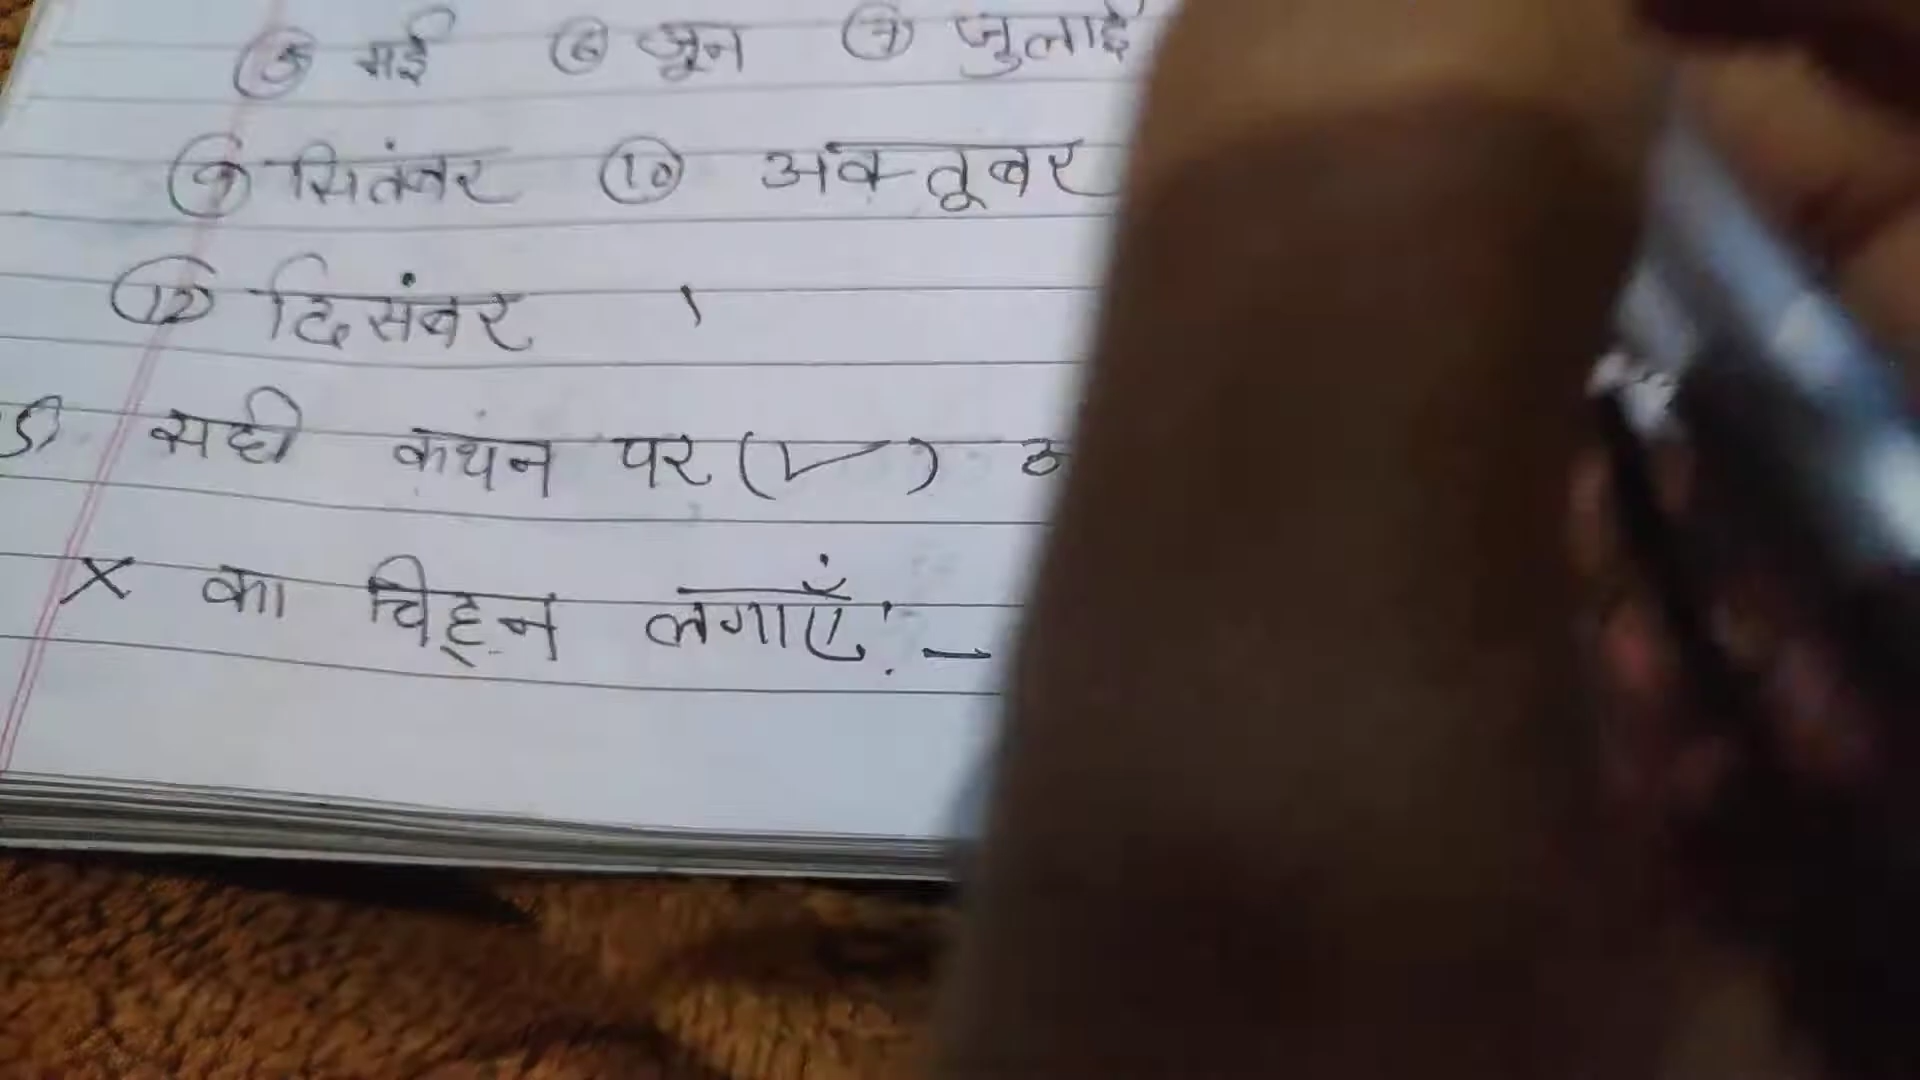 ⑤ मई ⑥ जून ⑦ जुलाई
⑨ सितंबर ⑩ अक्तूबर
⑫ दिसंबर
5) सही कथन पर (✓)
× का चिह्न लगाएँ :-